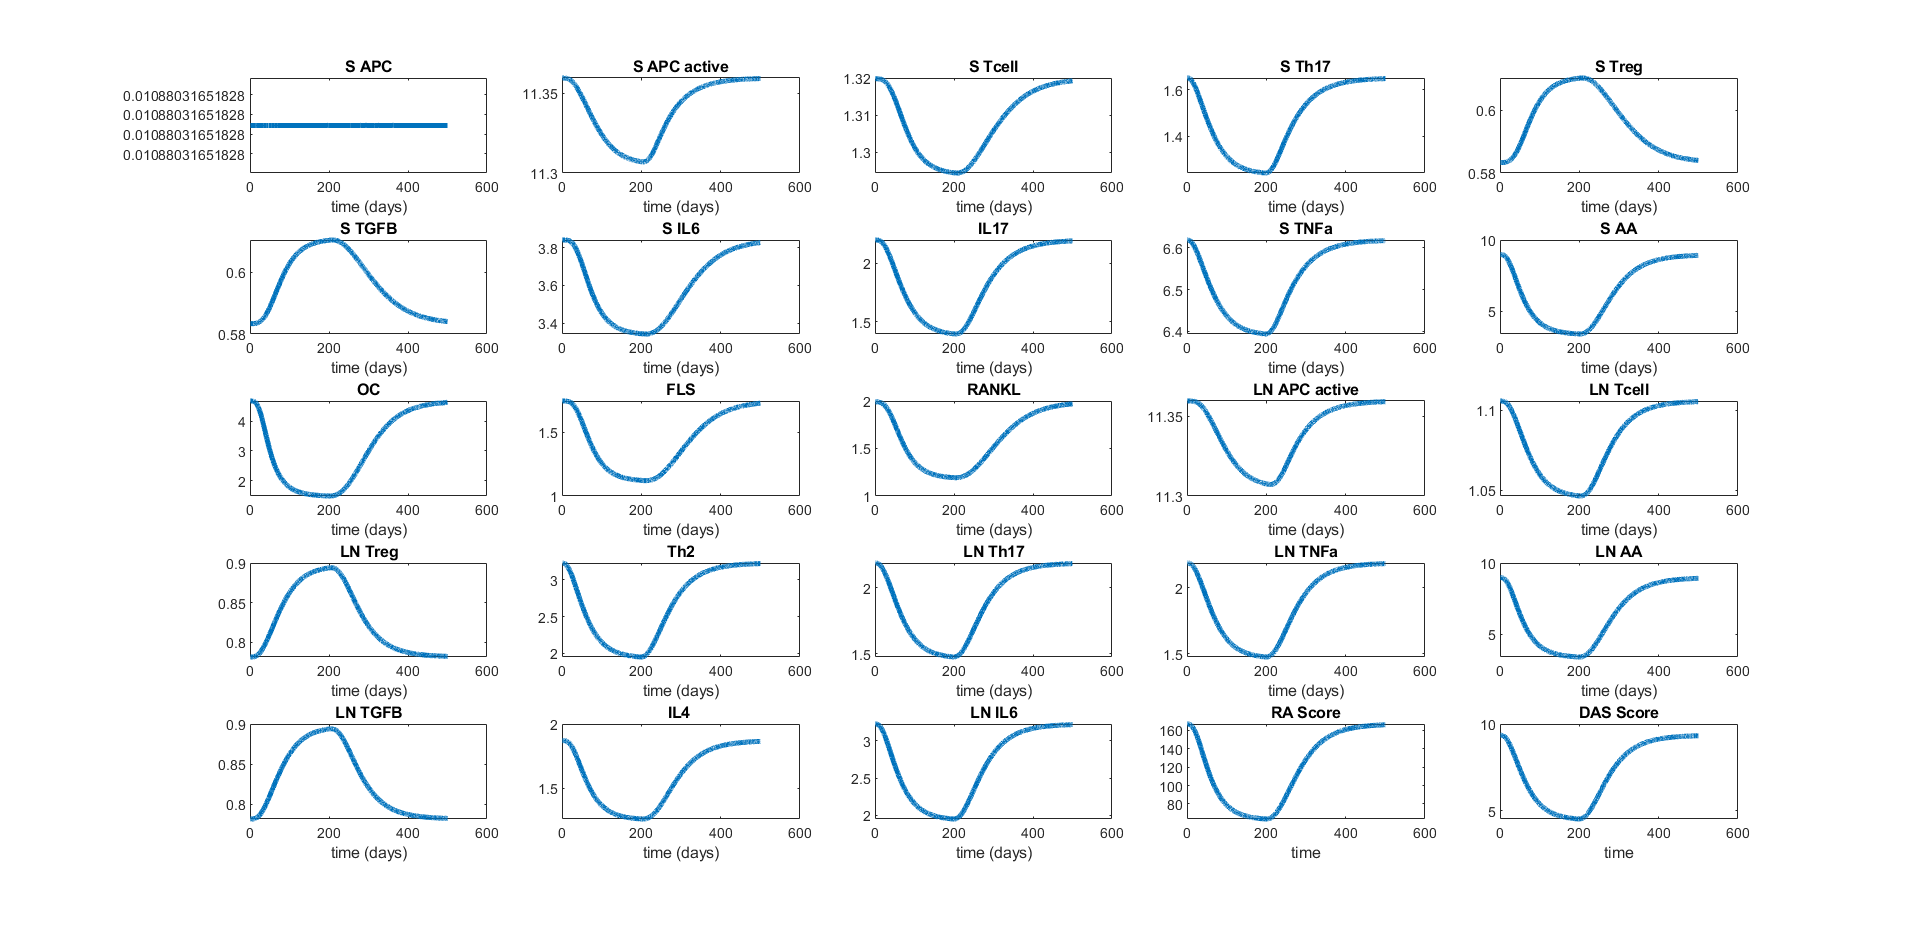 S APC
0.01088031651828
0.01088031651828
0.01088031651828
0.01088031651828
0 200 400 600
time (days)
S APC active
11.35
11.3
0 200 400 600
time (days)
S Tcell
1.32
1.31
1.3
0 200 400 600
time (days)
S Th17
1.6
1.4
0 200 400 600
time (days)
S Treg
0.6
0.58
0 200 400 600
time (days)
S TGFB
0.6
0.58
0 200 400 600
time (days)
S IL6
3.8
3.6
3.4
0 200 400 600
time (days)
IL17
2
1.5
0 200 400 600
time (days)
S TNFa
6.6
6.5
6.4
0 200 400 600
time (days)
S AA
10
5
0 200 400 600
time (days)
OC
4
3
2
0 200 400 600
time (days)
FLS
1.5
1
0 200 400 600
time (days)
RANKL
2
1.5
1
0 200 400 600
time (days)
LN APC active
11.35
11.3
0 200 400 600
time (days)
LN Tcell
1.1
1.05
0 200 400 600
time (days)
LN Treg
0.9
0.85
0.8
0 200 400 600
time (days)
Th2
3
2.5
2
0 200 400 600
time (days)
LN Th17
2
1.5
0 200 400 600
time (days)
LN TNFa
2
1.5
0 200 400 600
time (days)
LN AA
10
5
0 200 400 600
time (days)
LN TGFB
0.9
0.85
0.8
0 200 400 600
time (days)
IL4
2
1.5
0 200 400 600
time (days)
LN IL6
3
2.5
2
0 200 400 600
time (days)
RA Score
160
140
120
100
80
0 200 400 600
time
DAS Score
10
5
0 200 400 600
time